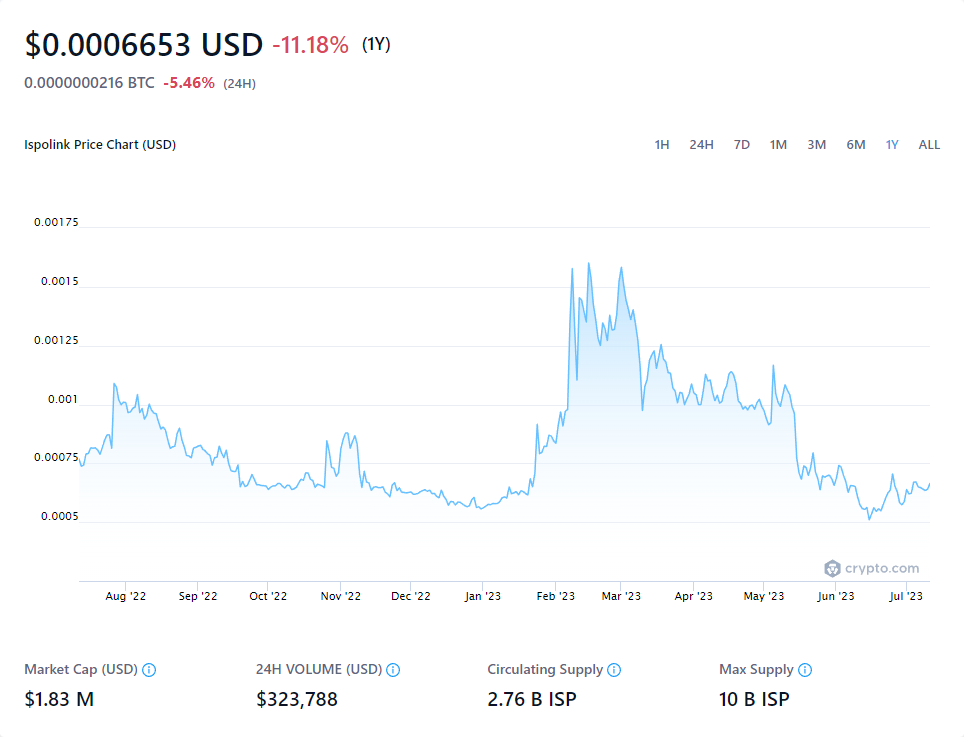 $0.0006653 USD -11.18% (1Y)
0.0000000216 BTC -5.46% (24H)
Ispolink Price Chart (USD) 1H 24H 7D 1M 3M 6M 1Y ALL
0.00175
0.0015
0.00125
0.001
0.00075
0.0005
crypto.com
Aug '22 Sep '22 Oct '22 Nov '22 Dec '22 Jan '23 Feb '23 Mar '23 Apr '23 May '23 Jun '23 Jul '23
Market Cap (USD) 24H VOLUME (USD) Circulating Supply Max Supply
$1.83 M $323,788 2.76 B ISP 10 B ISP